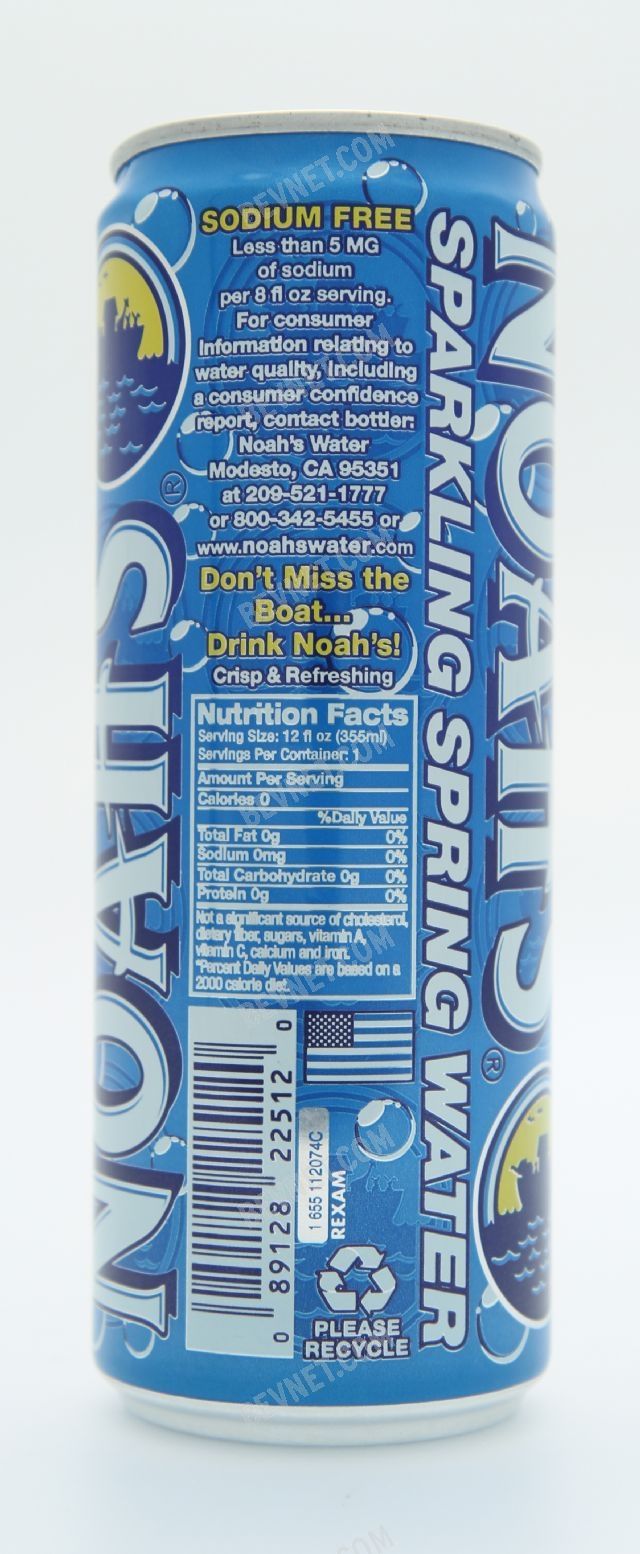 SODIUM FREE
Less than 5 MG
of sodium
per 8 fl oz serving.
For consumer
Information relating to
water quality, including
a consumer confidence
report, contact bottler:
Noah's Water
Modesto, CA 95351
at 209-521-1777
or 800-342-5455 or
www.noahswater.com
Don't Miss the
Boat...
Drink Noah's!
Crisp & Refreshing
Nutrition Facts
Serving Size: 12 fl oz (355ml)
Servings Per Container: 1
Amount Per Serving
Calories 0
%Daily Value
Total Fat 0g 0%
Sodium 0mg 0%
Total Carbohydrate 0g 0%
Protein 0g 0%
Not a significant source of cholesterol,
dietary fiber, sugars, vitamin A,
vitamin C, calcium and iron.
*Percent Daily Values are based on a
2000 calorie diet.
0 89128 22512 0
1 655 112074C
REXAM
PLEASE
RECYCLE
SPARKLING SPRING WATER
NOAH'S®
NOAH'S®
BEVNET.COM